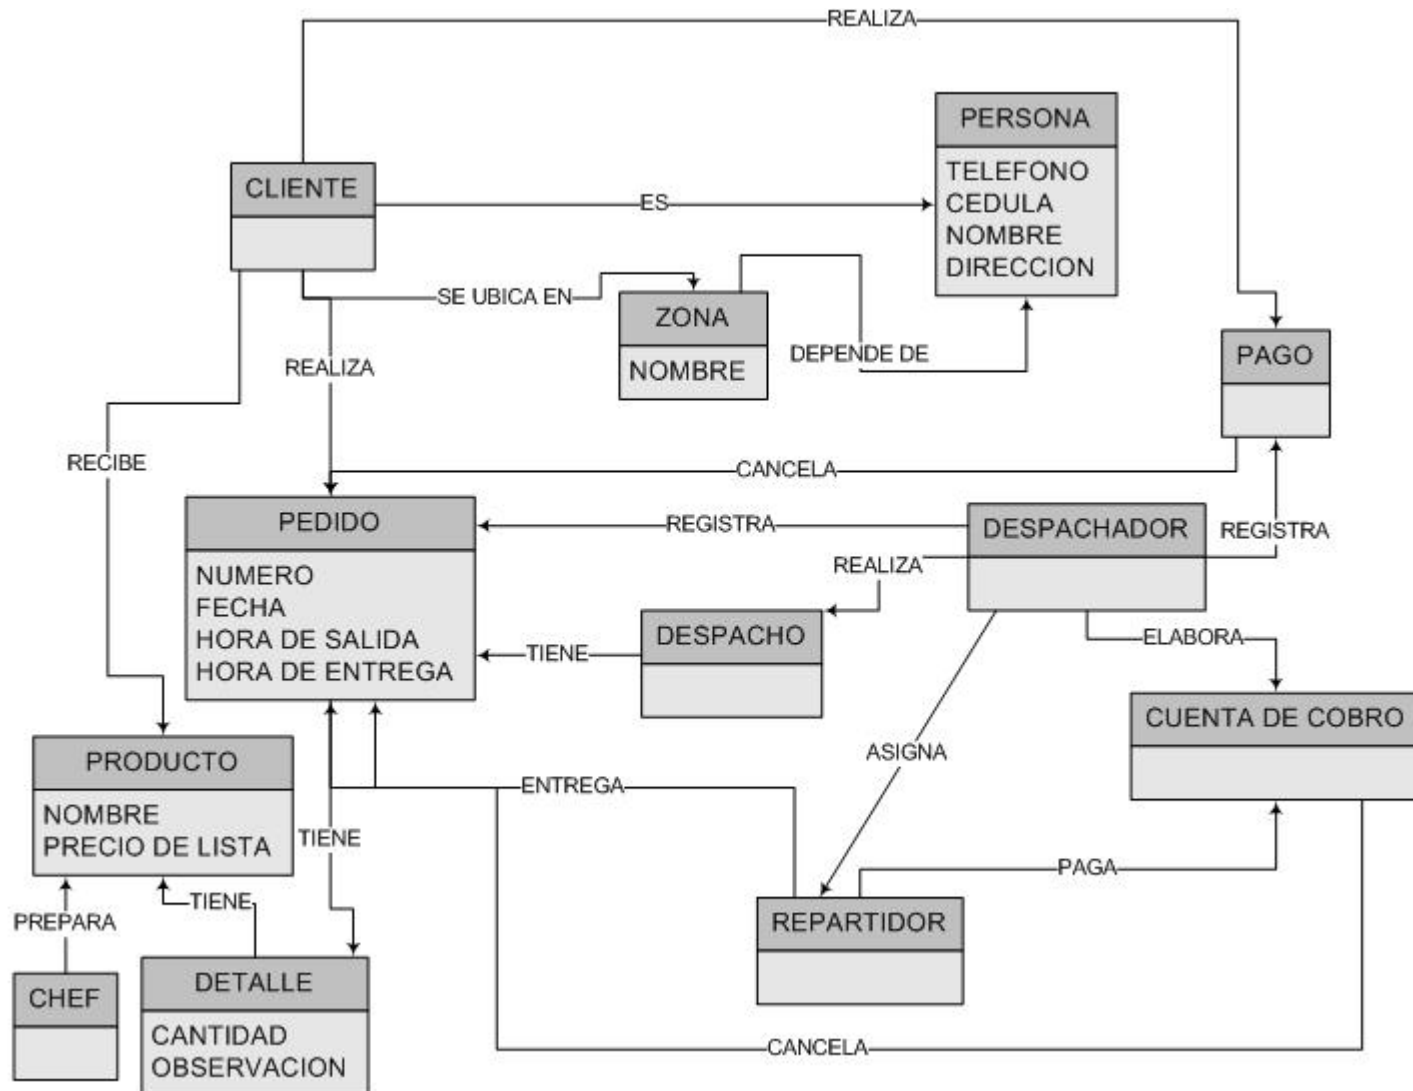 REALIZA
PERSONA
TELEFONO
CEDULA
NOMBRE
DIRECCION
CLIENTE
ES
SE UBICA EN
ZONA
NOMBRE
DEPENDE DE
PAGO
REALIZA
RECIBE
CANCELA
PEDIDO
NUMERO
FECHA
HORA DE SALIDA
HORA DE ENTREGA
REGISTRA
DESPACHADOR
REGISTRA
REALIZA
DESPACHO
TIENE
ELABORA
CUENTA DE COBRO
ASIGNA
PRODUCTO
NOMBRE
PRECIO DE LISTA
ENTREGA
TIENE
PAGA
PREPARA
TIENE
REPARTIDOR
CHEF
DETALLE
CANTIDAD
OBSERVACION
CANCELA